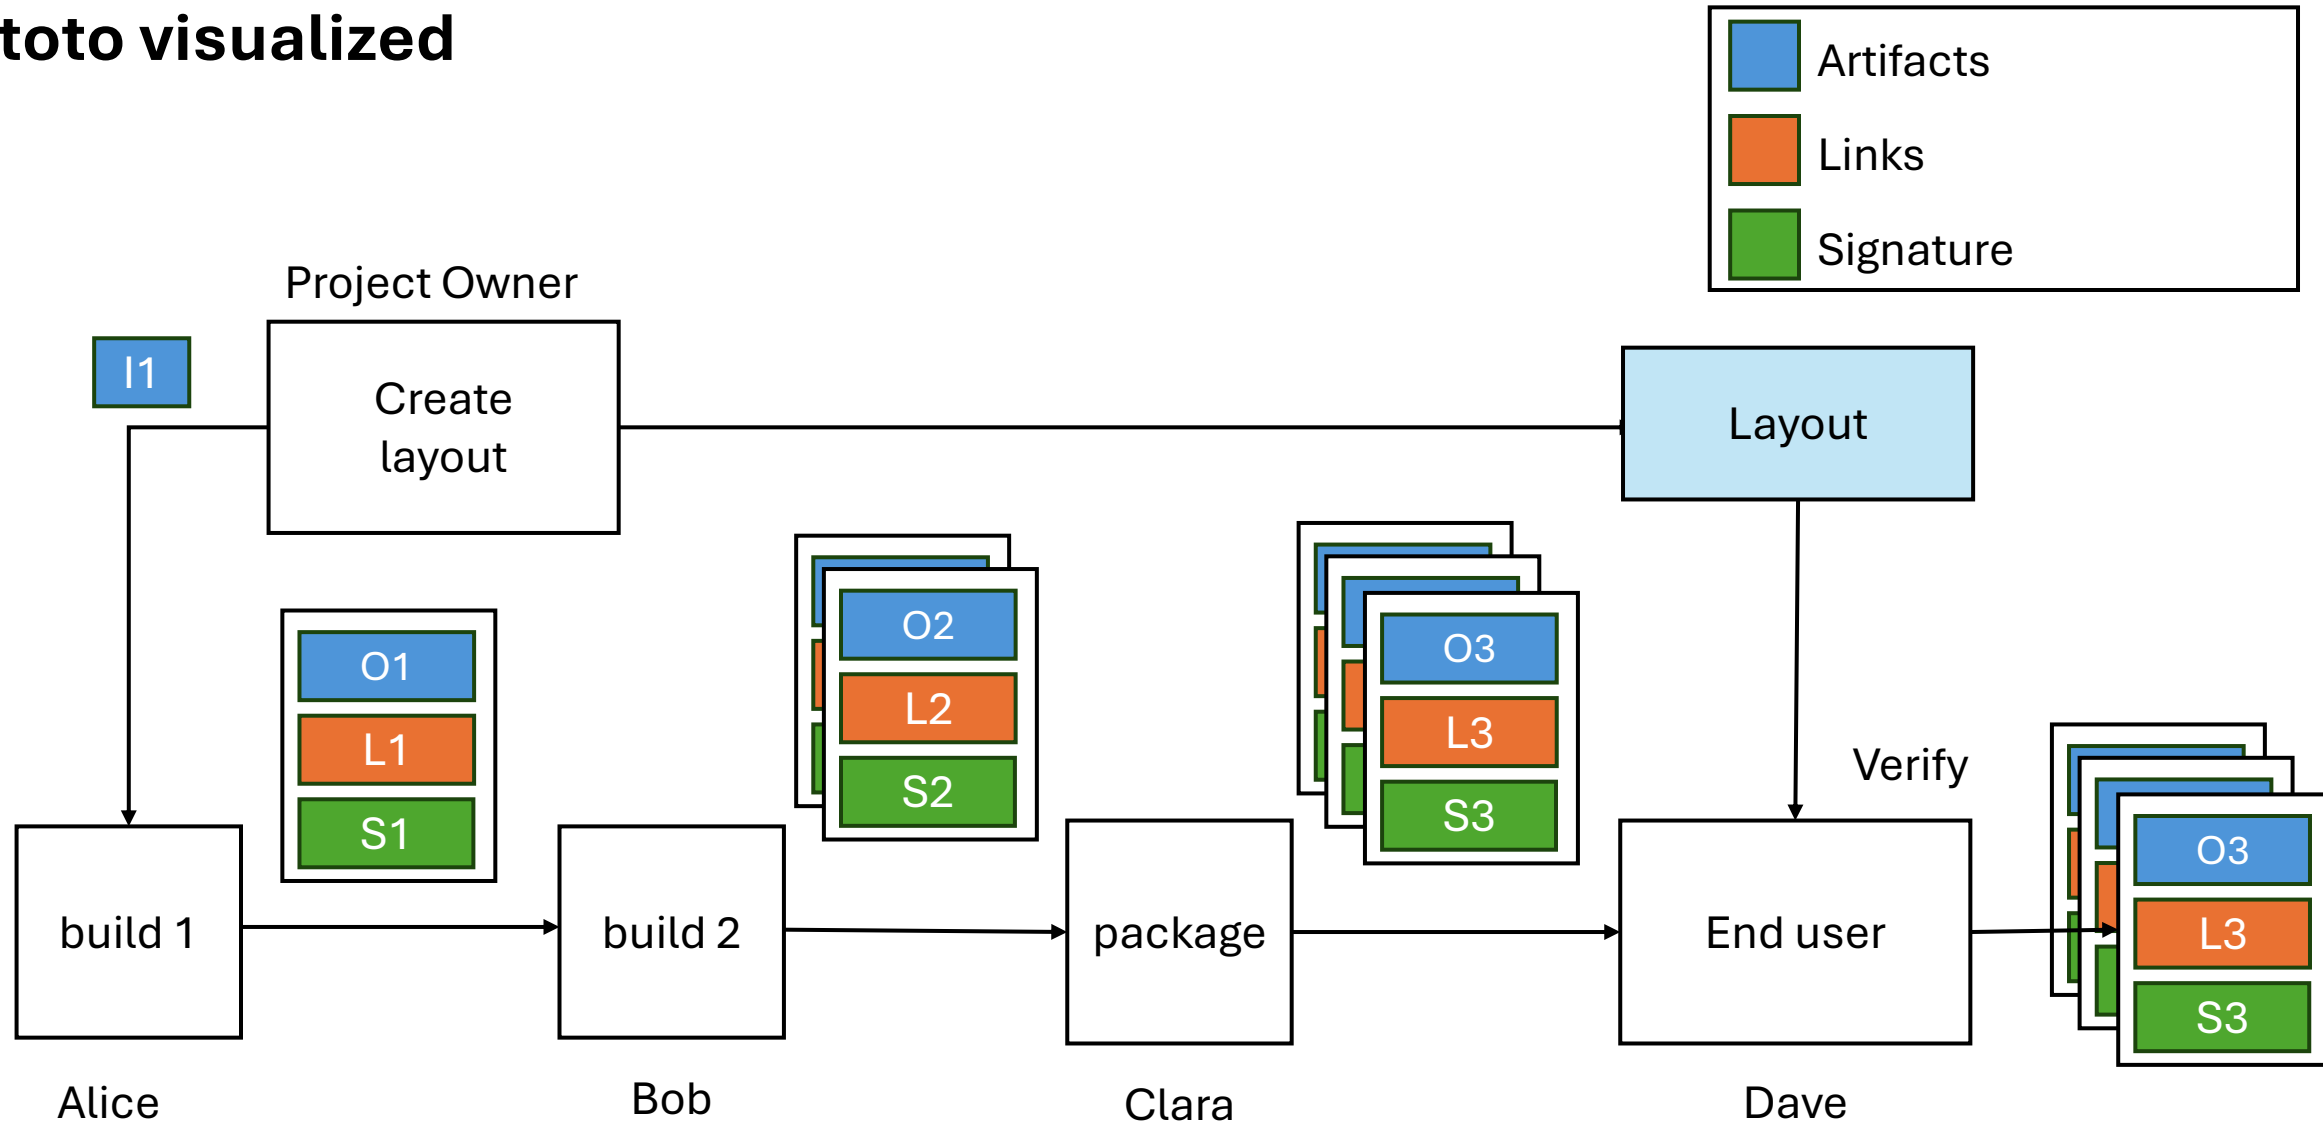 toto visualized
Artifacts
Links
Signature
Project Owner
I1
Create
layout
Layout
O1
L1
S1
O2
L2
S2
O3
L3
S3
Verify
O3
L3
S3
build 1
build 2
package
End user
Alice
Bob
Clara
Dave